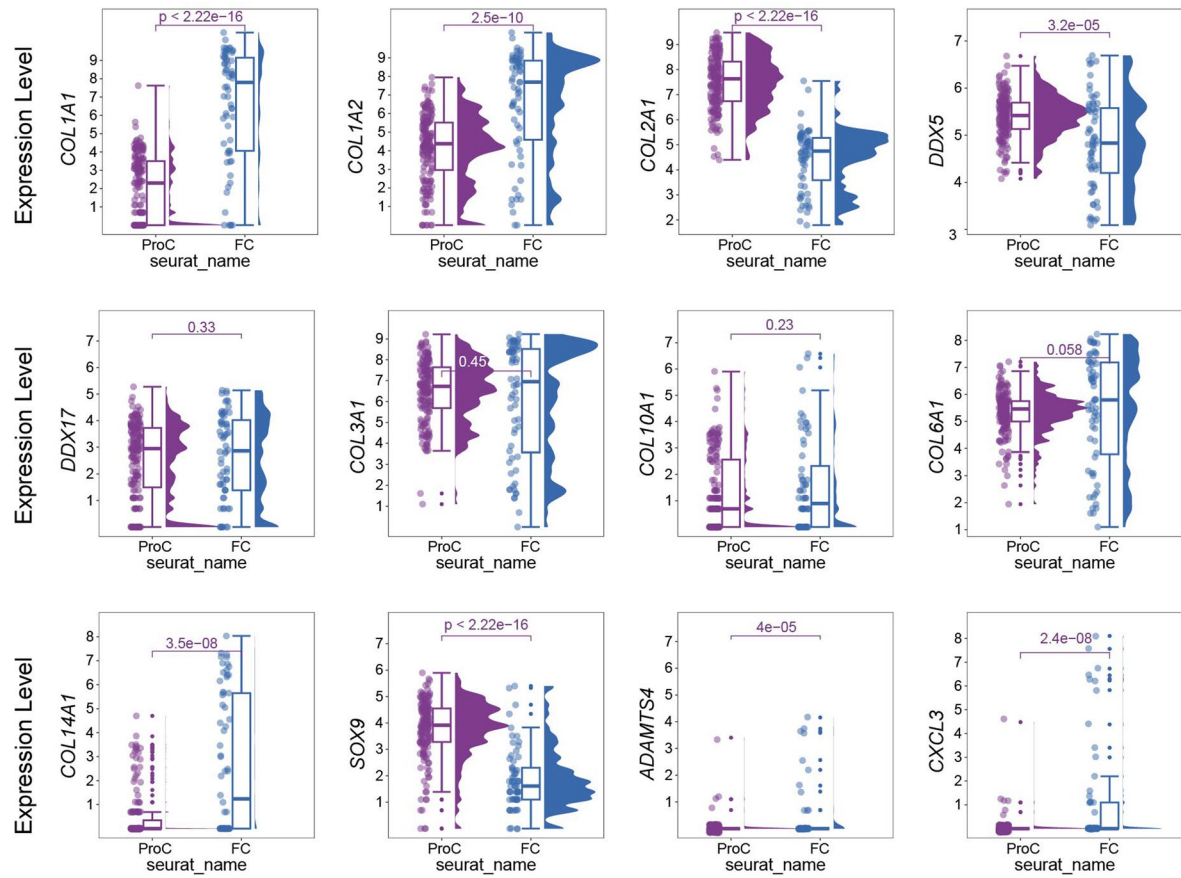 Expression Level
COL1A1
p < 2.22e−16
9
8
7
6
5
4
3
2
1
ProC FC
seurat_name
COL1A2
2.5e−10
9
8
7
6
5
4
3
2
1
ProC FC
seurat_name
COL2A1
p < 2.22e−16
9
8
7
6
5
4
3
2
ProC FC
seurat_name
DDX5
3.2e−05
7
6
5
4
3
ProC FC
seurat_name
Expression Level
DDX17
0.33
7
6
5
4
3
2
1
ProC FC
seurat_name
COL3A1
0.45
9
8
7
6
5
4
3
2
1
ProC FC
seurat_name
COL10A1
0.23
7
6
5
4
3
2
1
ProC FC
seurat_name
COL6A1
0.058
8
7
6
5
4
3
2
1
ProC FC
seurat_name
Expression Level
COL14A1
3.5e−08
8
7
6
5
4
3
2
1
ProC FC
seurat_name
SOX9
p < 2.22e−16
7
6
5
4
3
2
1
ProC FC
seurat_name
ADAMTS4
4e−05
7
6
5
4
3
2
1
ProC FC
seurat_name
CXCL3
2.4e−08
8
7
6
5
4
3
2
1
ProC FC
seurat_name